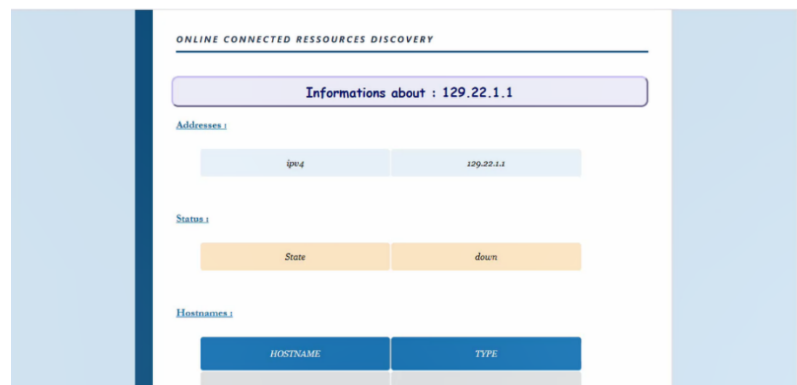 ONLINE CONNECTED RESSOURCES DISCOVERY
Informations about : 129.22.1.1
Addresses :
ipv4 129.22.1.1
Status :
State down
Hostnames :
HOSTNAME TYPE